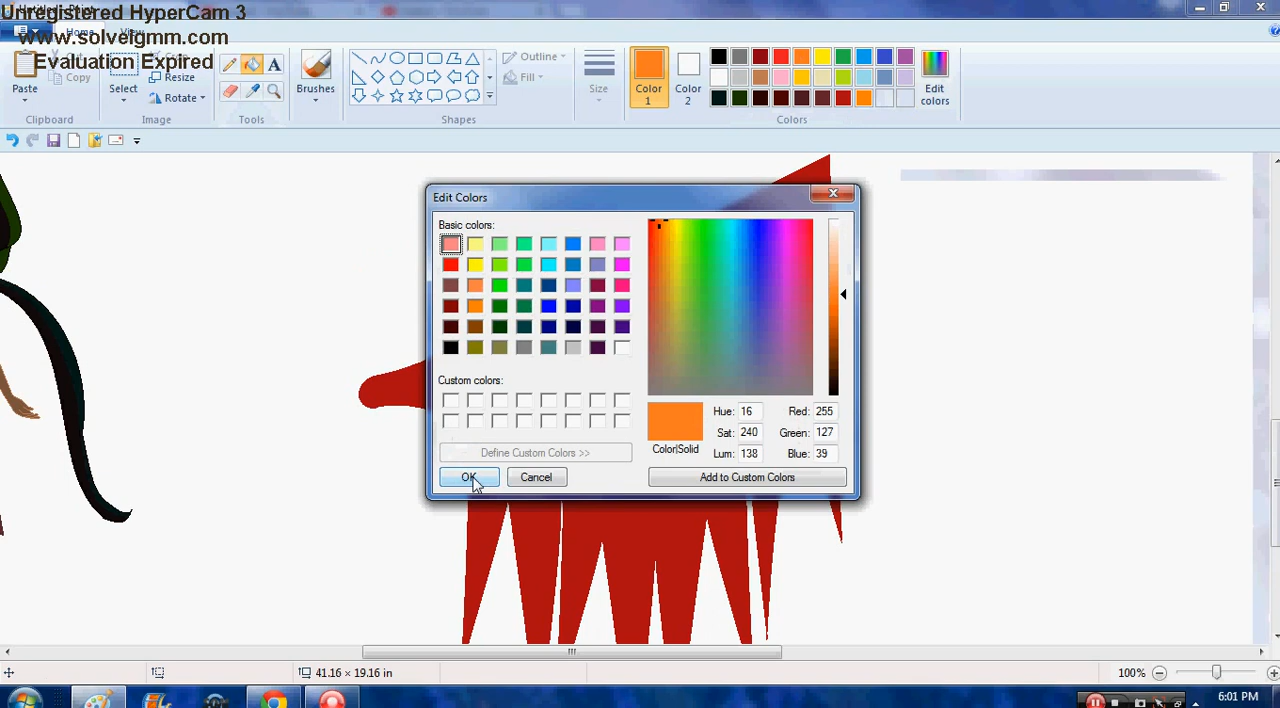 Unregistered HyperCam 3
www.solveigmm.com
Evaluation Expired
Home
Paste
Copy
Clipboard
Select
Resize
Rotate
Image
Tools
Brushes
Shapes
Outline
Fill
Size
Color 1
Color 2
Edit colors
Colors
Edit Colors
Basic colors:
Custom colors:
Define Custom Colors >>
OK
Cancel
Color|Solid
Hue: 16
Sat: 240
Lum: 138
Red: 255
Green: 127
Blue: 39
Add to Custom Colors
41.16 × 19.16 in
100%
6:01 PM